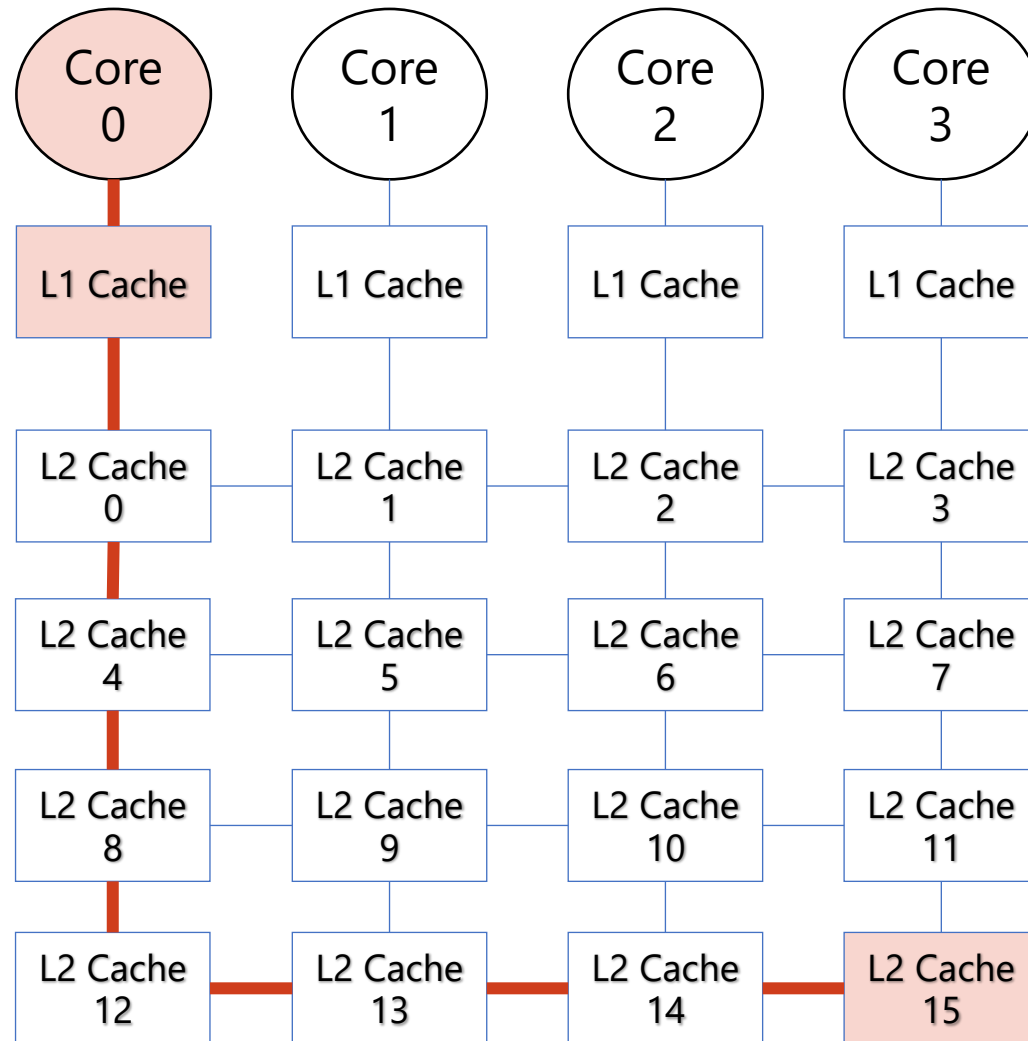 Core
0
Core
1
Core
2
Core
3
L1 Cache
L1 Cache
L1 Cache
L1 Cache
L2 Cache
0
L2 Cache
1
L2 Cache
2
L2 Cache
3
L2 Cache
4
L2 Cache
5
L2 Cache
6
L2 Cache
7
L2 Cache
8
L2 Cache
9
L2 Cache
10
L2 Cache
11
L2 Cache
12
L2 Cache
13
L2 Cache
14
L2 Cache
15